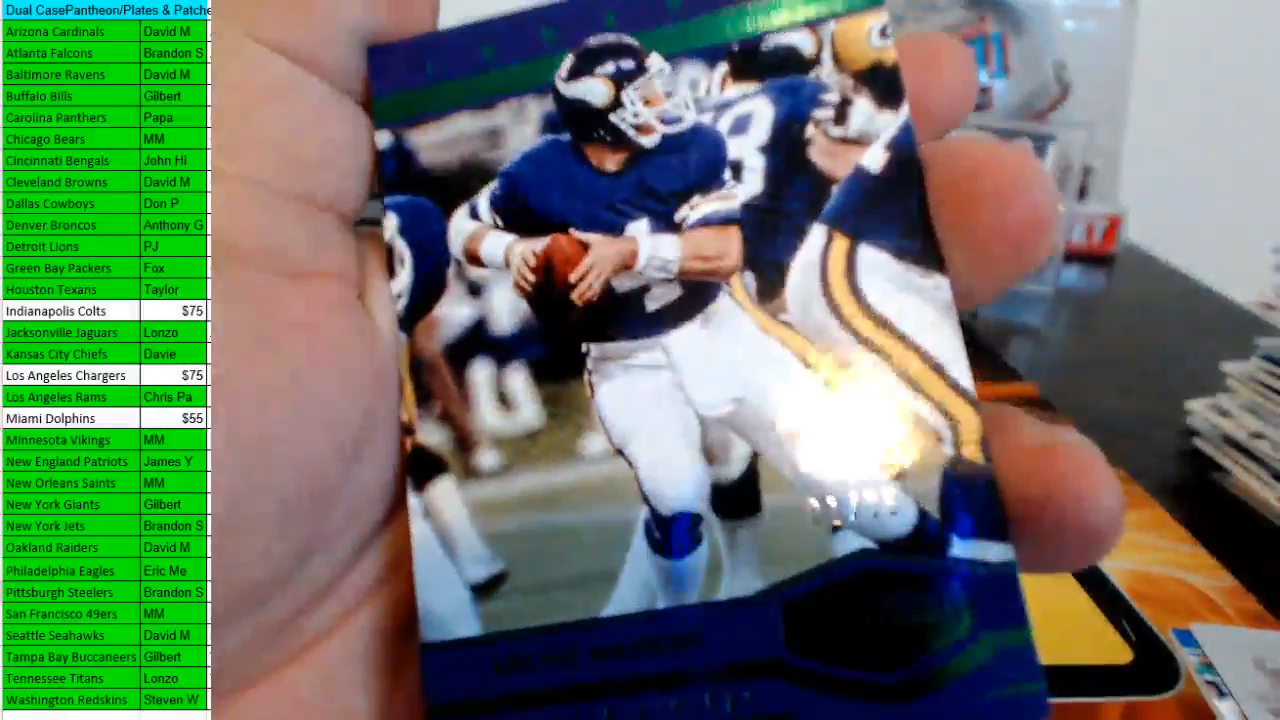 Dual CasePantheon/Plates & Patche
Arizona Cardinals David M
Atlanta Falcons Brandon S
Baltimore Ravens David M
Buffalo Bills Gilbert
Carolina Panthers Papa
Chicago Bears MM
Cincinnati Bengals John Hi
Cleveland Browns David M
Dallas Cowboys Don P
Denver Broncos Anthony G
Detroit Lions PJ
Green Bay Packers Fox
Houston Texans Taylor
Indianapolis Colts $75
Jacksonville Jaguars Lonzo
Kansas City Chiefs Davie
Los Angeles Chargers $75
Los Angeles Rams Chris Pa
Miami Dolphins $55
Minnesota Vikings MM
New England Patriots James Y
New Orleans Saints MM
New York Giants Gilbert
New York Jets Brandon S
Oakland Raiders David M
Philadelphia Eagles Eric Me
Pittsburgh Steelers Brandon S
San Francisco 49ers MM
Seattle Seahawks David M
Tampa Bay Buccaneers Gilbert
Tennessee Titans Lonzo
Washington Redskins Steven W